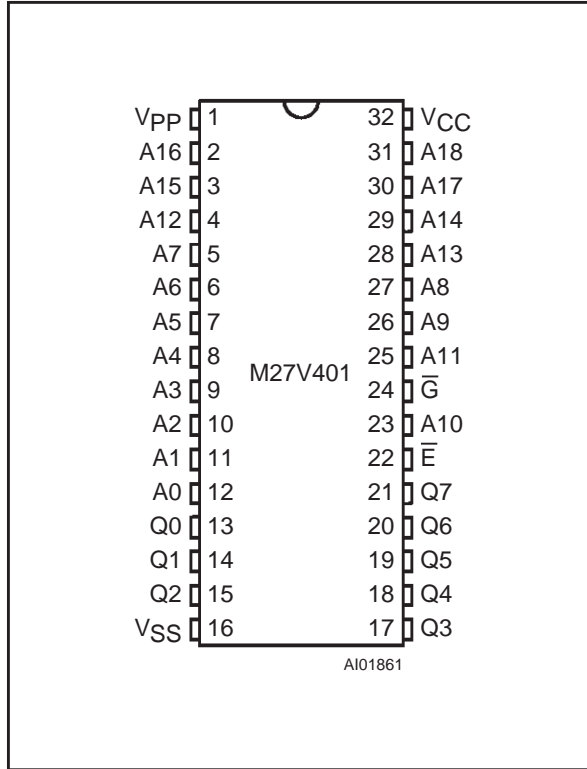 VPP 1 32 VCC
A16 2 31 A18
A15 3 30 A17
A12 4 29 A14
A7 5 28 A13
A6 6 27 A8
A5 7 26 A9
A4 8 25 A11
M27V401
A3 9 24 G̅
A2 10 23 A10
A1 11 22 E̅
A0 12 21 Q7
Q0 13 20 Q6
Q1 14 19 Q5
Q2 15 18 Q4
VSS 16 17 Q3
AI01861